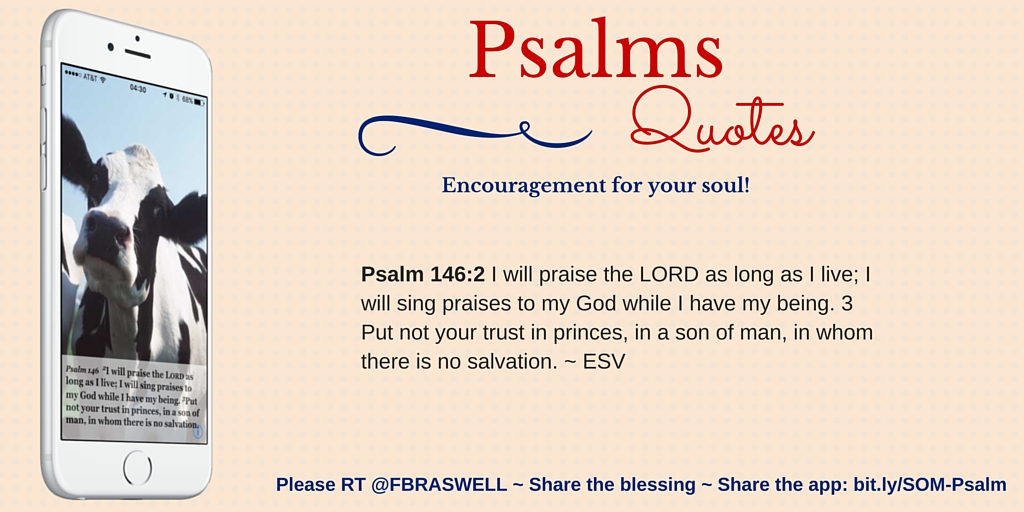 AT&T
04:30
68%
Psalm 146 2I will praise the LORD as
long as I live; I will sing praises to
my God while I have my being. 3Put
not your trust in princes, in a son of
man, in whom there is no salvation.
Psalms
Quotes
Encouragement for your soul!
Psalm 146:2 I will praise the LORD as long as I live; I
will sing praises to my God while I have my being. 3
Put not your trust in princes, in a son of man, in whom
there is no salvation. ~ ESV
Please RT @FBRASWELL ~ Share the blessing ~ Share the app: bit.ly/SOM-Psalm